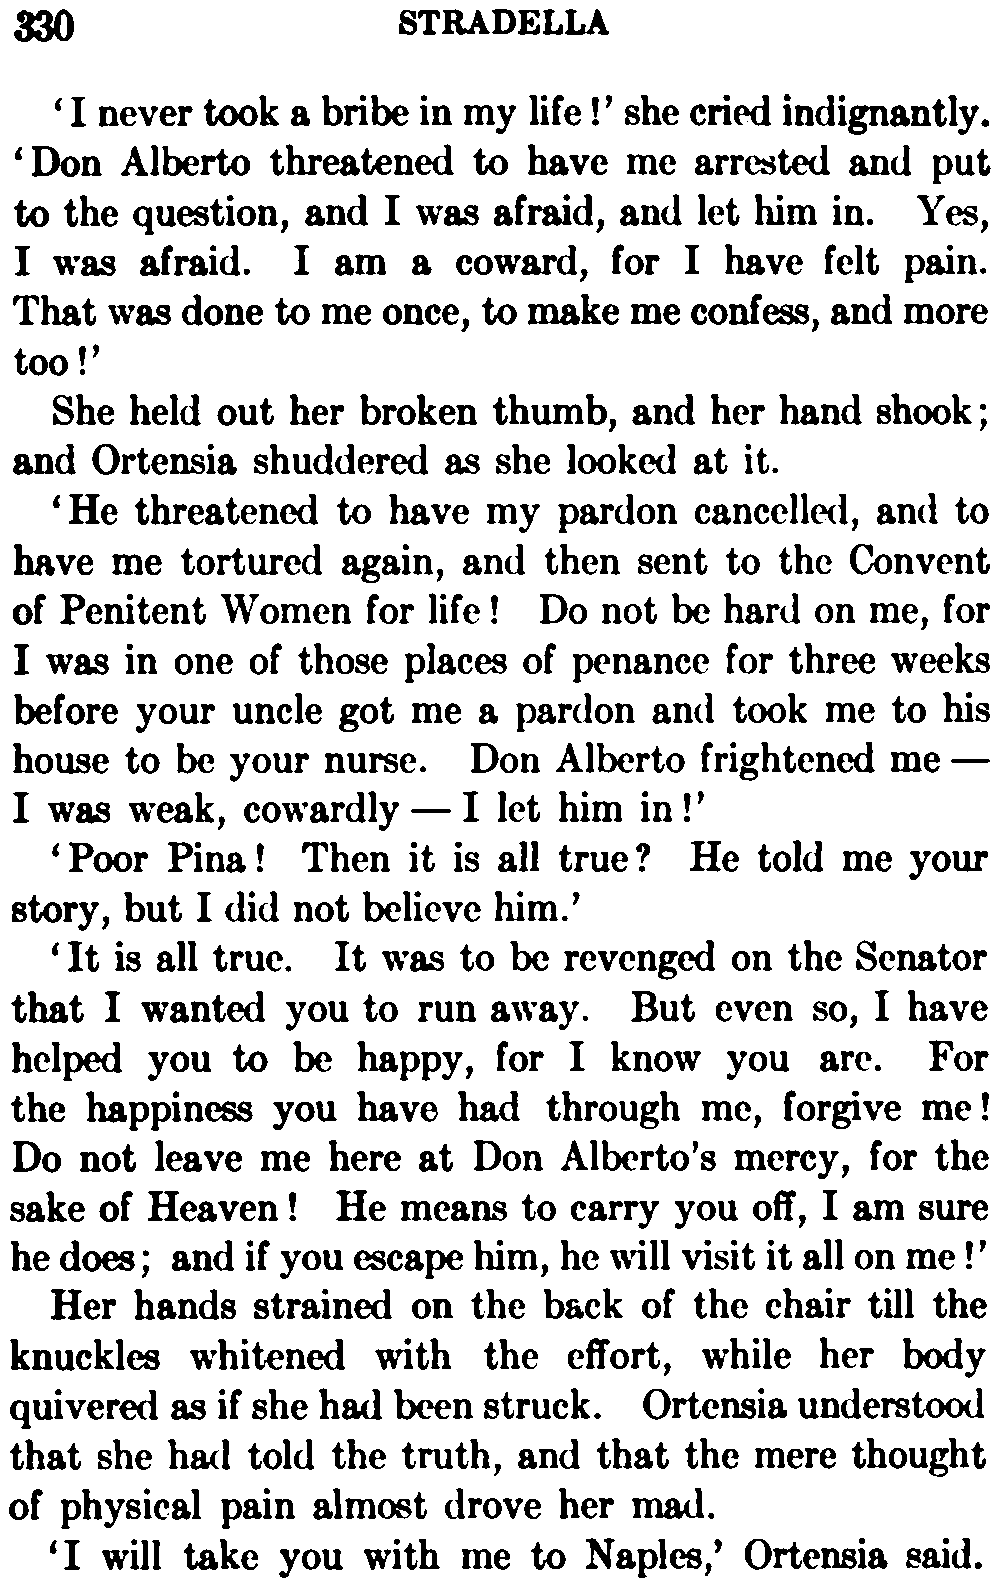 330 STRADELLA
‘I never took a bribe in my life!’ she cried indignantly.
‘Don Alberto threatened to have me arrested and put
to the question, and I was afraid, and let him in. Yes,
I was afraid. I am a coward, for I have felt pain.
That was done to me once, to make me confess, and more
too!’
She held out her broken thumb, and her hand shook;
and Ortensia shuddered as she looked at it.
‘He threatened to have my pardon cancelled, and to
have me tortured again, and then sent to the Convent
of Penitent Women for life! Do not be hard on me, for
I was in one of those places of penance for three weeks
before your uncle got me a pardon and took me to his
house to be your nurse. Don Alberto frightened me —
I was weak, cowardly — I let him in!’
‘Poor Pina! Then it is all true? He told me your
story, but I did not believe him.’
‘It is all true. It was to be revenged on the Senator
that I wanted you to run away. But even so, I have
helped you to be happy, for I know you are. For
the happiness you have had through me, forgive me!
Do not leave me here at Don Alberto’s mercy, for the
sake of Heaven! He means to carry you off, I am sure
he does; and if you escape him, he will visit it all on me!’
Her hands strained on the back of the chair till the
knuckles whitened with the effort, while her body
quivered as if she had been struck. Ortensia understood
that she had told the truth, and that the mere thought
of physical pain almost drove her mad.
‘I will take you with me to Naples,’ Ortensia said.